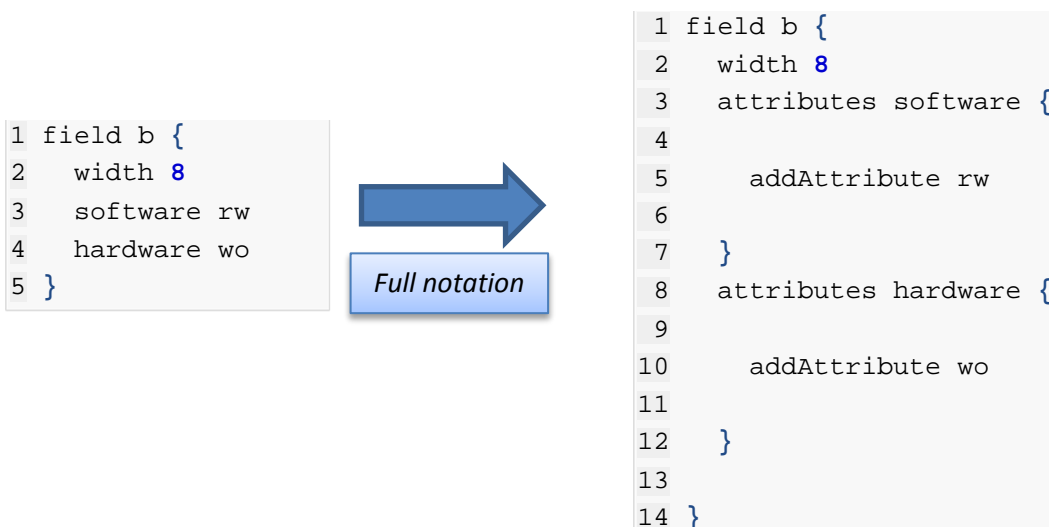 1 field b {
2 width 8
3 software rw
4 hardware wo
5 }
Full notation
1 field b {
2 width 8
3 attributes software {
4
5 addAttribute rw
6
7 }
8 attributes hardware {
9
10 addAttribute wo
11
12 }
13
14 }